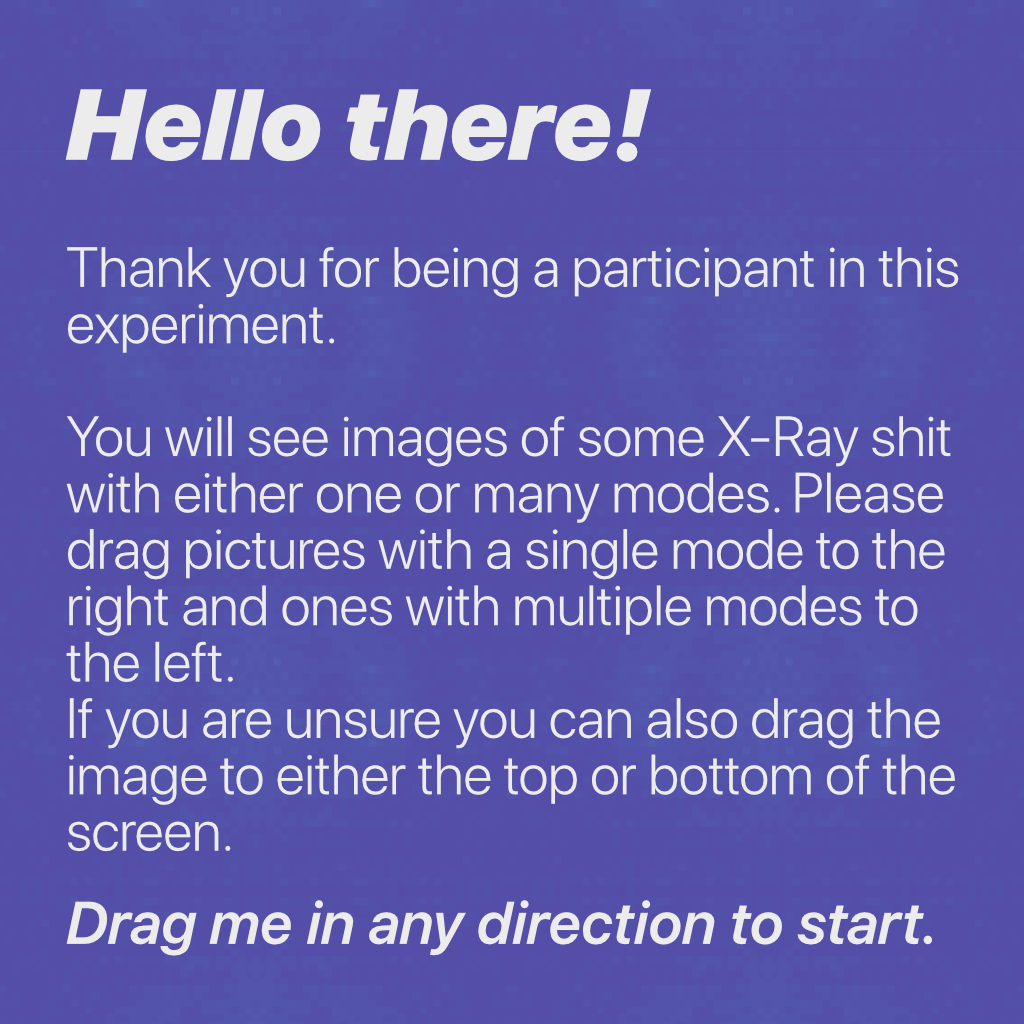 Hello there!
Thank you for being a participant in this
experiment.
You will see images of some X-Ray shit
with either one or many modes. Please
drag pictures with a single mode to the
right and ones with multiple modes to
the left.
If you are unsure you can also drag the
image to either the top or bottom of the
screen.
Drag me in any direction to start.